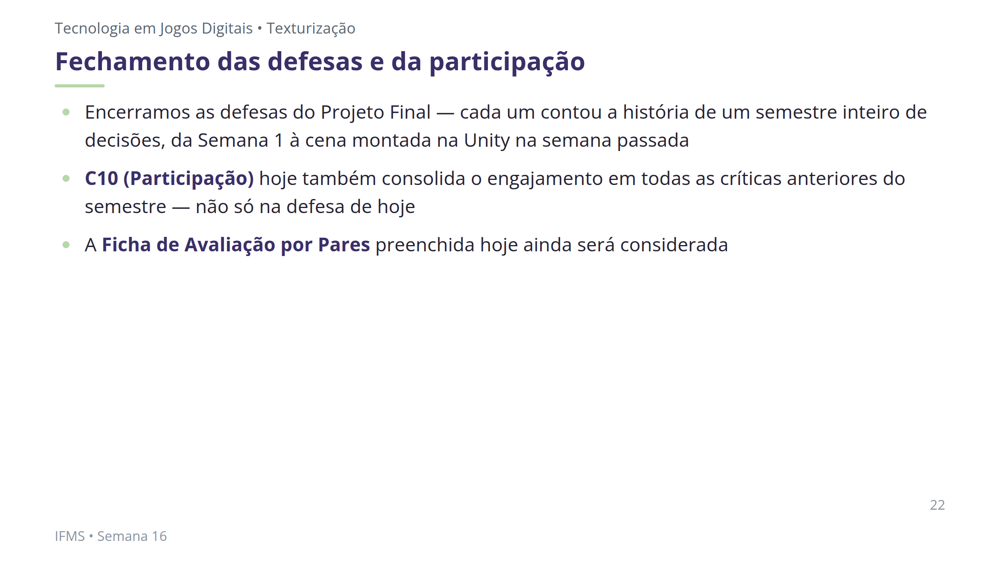 Tecnologia em Jogos Digitais • Texturização
Fechamento das defesas e da participação
• Encerramos as defesas do Projeto Final — cada um contou a história de um semestre inteiro de
decisões, da Semana 1 à cena montada na Unity na semana passada
• C10 (Participação) hoje também consolida o engajamento em todas as críticas anteriores do
semestre — não só na defesa de hoje
• A Ficha de Avaliação por Pares preenchida hoje ainda será considerada
22
IFMS • Semana 16